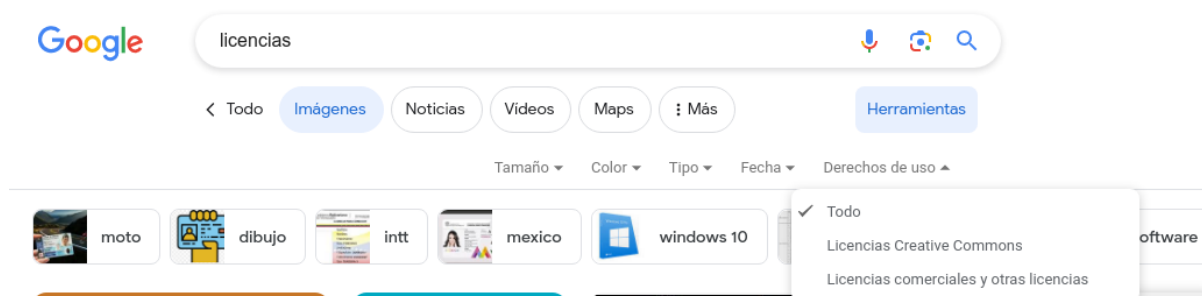 Google
licencias
Todo Imágenes Noticias Vídeos Maps Más Herramientas
Tamaño Color Tipo Fecha Derechos de uso
moto dibujo intt mexico windows 10 oftware
Todo
Licencias Creative Commons
Licencias comerciales y otras licencias